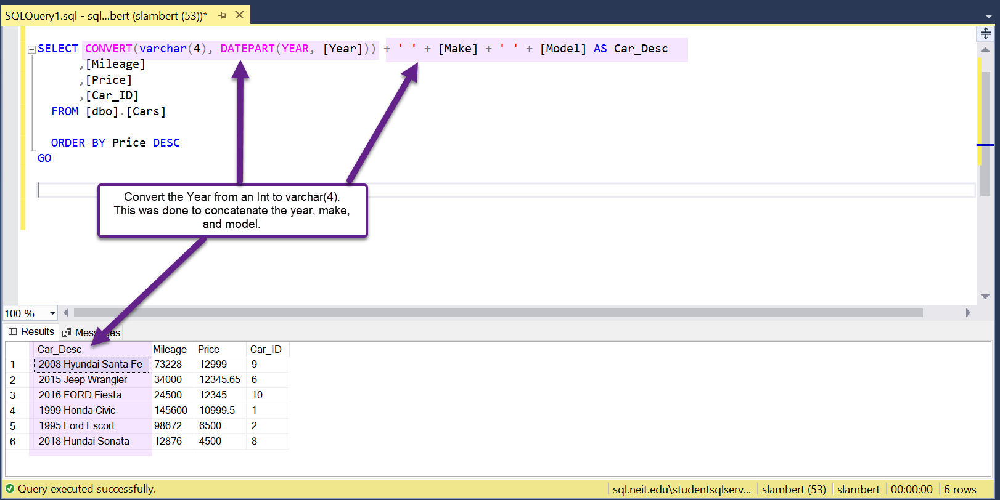 SQLQuery1.sql - sql...bert (slambert (53))*
SELECT CONVERT(varchar(4), DATEPART(YEAR, [Year])) + ' ' + [Make] + ' ' + [Model] AS Car_Desc
,[Mileage]
,[Price]
,[Car_ID]
FROM [dbo].[Cars]
ORDER BY Price DESC
GO
Convert the Year from an Int to varchar(4).
This was done to concatenate the year, make,
and model.
100 %
Results Messages
Car_Desc Mileage Price Car_ID
1 2008 Hyundai Santa Fe 73228 12999 9
2 2015 Jeep Wrangler 34000 12345.65 6
3 2016 FORD Fiesta 24500 12345 10
4 1999 Honda Civic 145600 10999.5 1
5 1995 Ford Escort 98672 6500 2
6 2018 Hundai Sonata 12876 4500 8
Query executed successfully. sql.neit.edu\studentsqlserv... slambert (53) slambert 00:00:00 6 rows